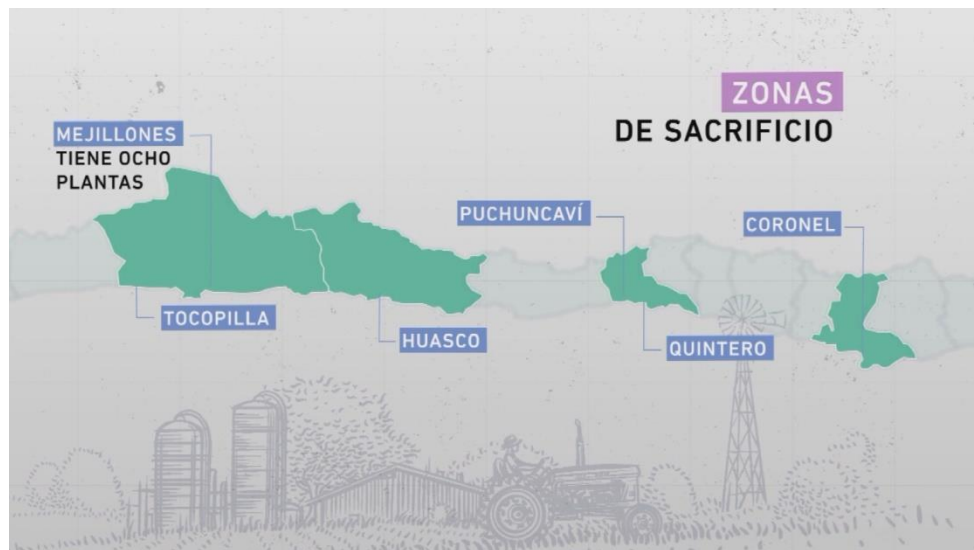 ZONAS
DE SACRIFICIO
MEJILLONES
TIENE OCHO
PLANTAS
TOCOPILLA
HUASCO
PUCHUNCAVÍ
QUINTERO
CORONEL